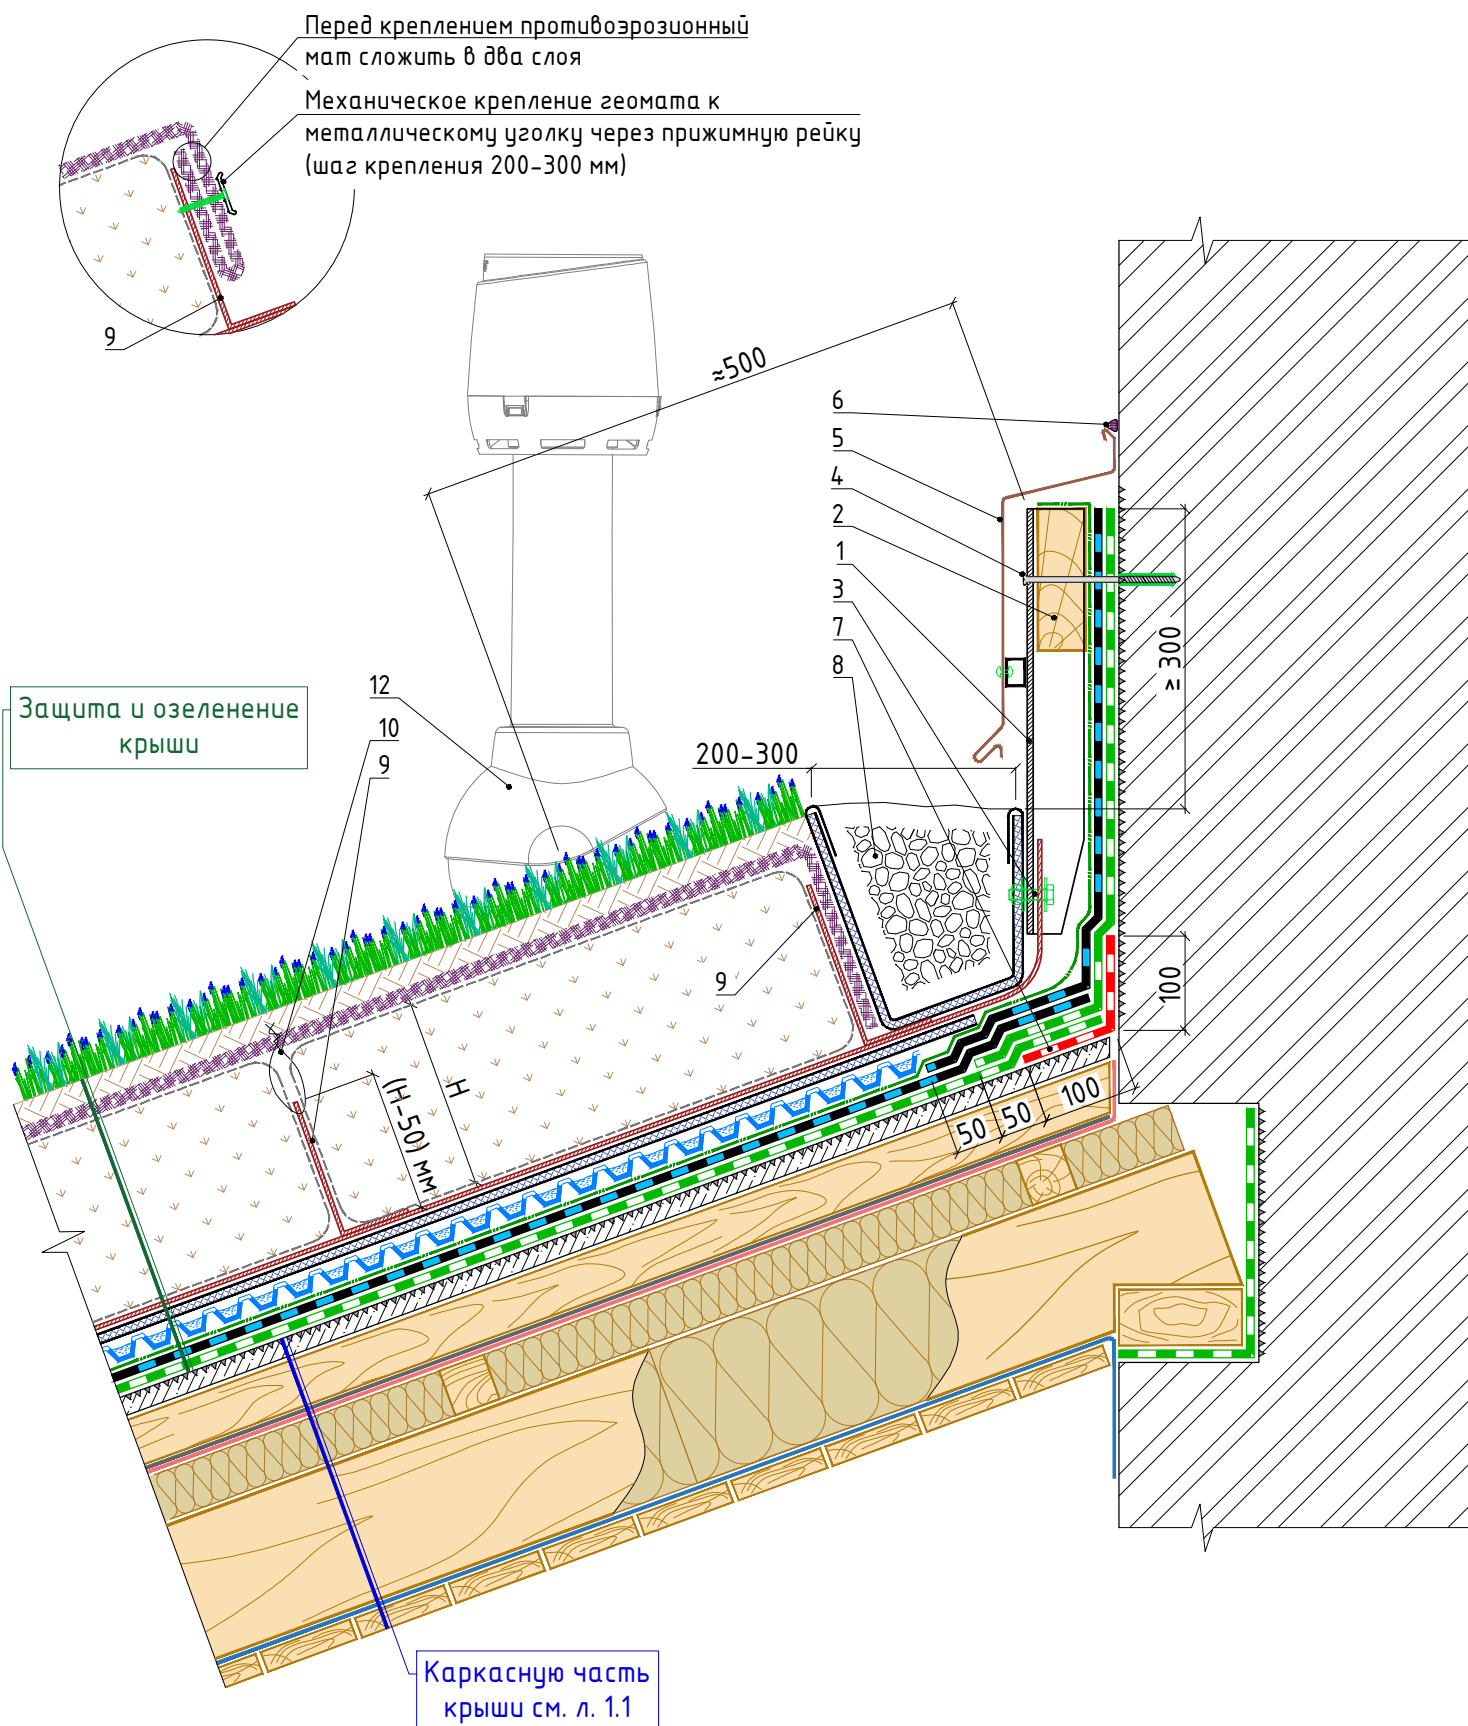 Перед креплением противоэрозионный
мат сложить в два слоя
Механическое крепление геомата к
металлическому уголку через прижимную рейку
(шаг крепления 200-300 мм)
9
≈500
6
5
4
2
1
3
7
8
≥ 300
12
10
9
Защита и озеленение
крыши
200-300
9
100
H
(H-50) мм
50
50
100
Каркасную часть
крыши см. л. 1.1